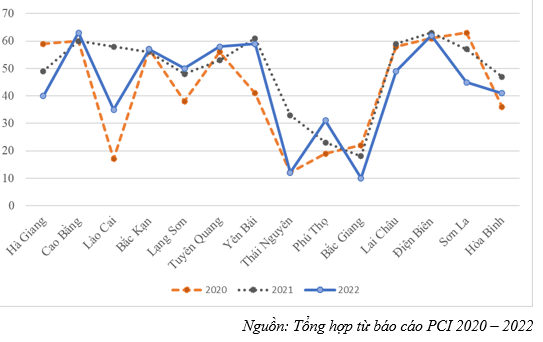 70
60
50
40
30
20
10
0
Hà Giang
Cao Bằng
Lào Cai
Bắc Kạn
Lạng Sơn
Tuyên Quang
Yên Bái
Thái Nguyên
Phú Thọ
Bắc Giang
Lai Châu
Diện Biên
Sơn La
Hòa Bình
2020 2021 2022
Nguồn: Tổng hợp từ báo cáo PCI 2020 – 2022